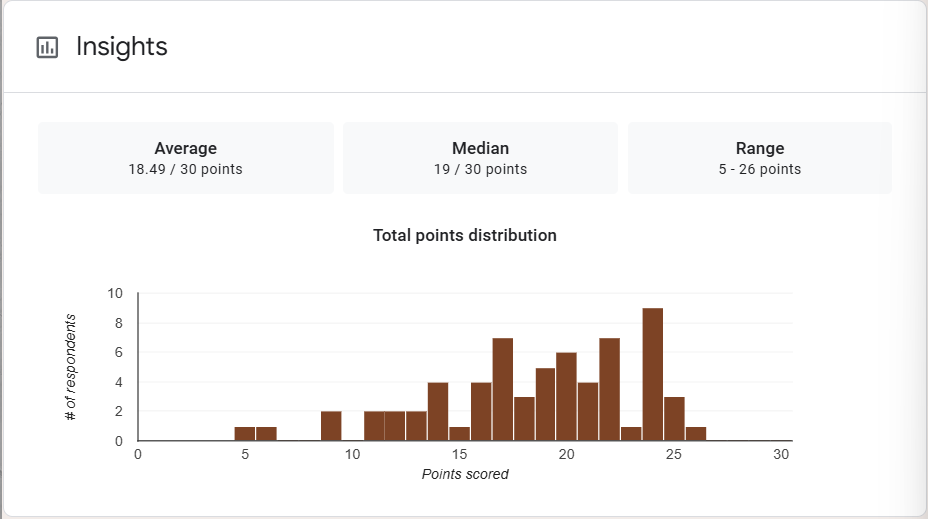 Insights
Average
18.49 / 30 points
Median
19 / 30 points
Range
5 - 26 points
Total points distribution
# of respondents
10
8
6
4
2
0
0
5
10
15
20
25
30
Points scored